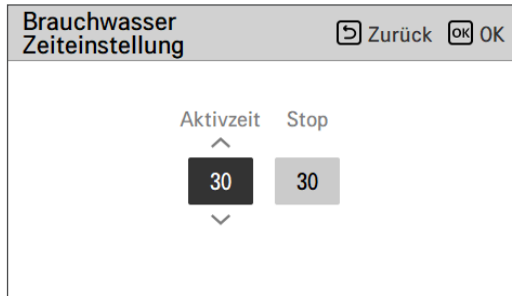 Brauchwasser
Zeiteinstellung
Zurück OK OK
Aktivzeit Stop
30 30